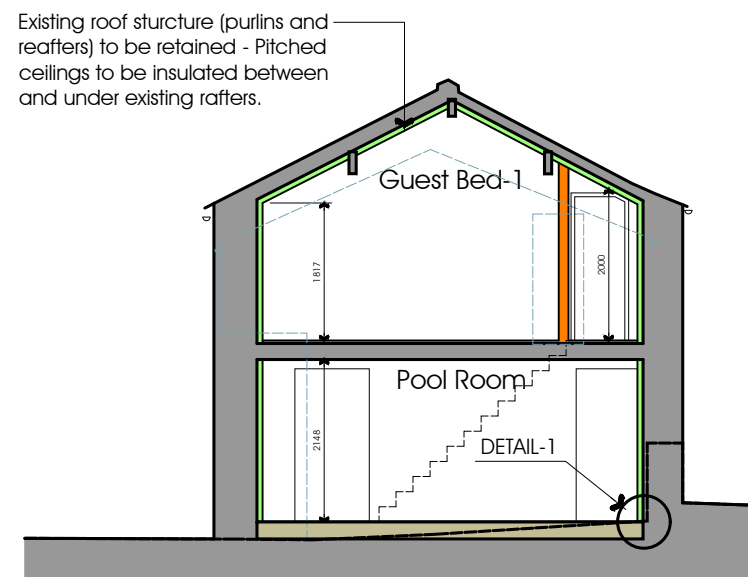 Existing roof sturcture (purlins and
reafters) to be retained - Pitched
ceilings to be insulated between
and under existing rafters.
Guest Bed-1
1817
2000
Pool Room
2148
DETAIL-1